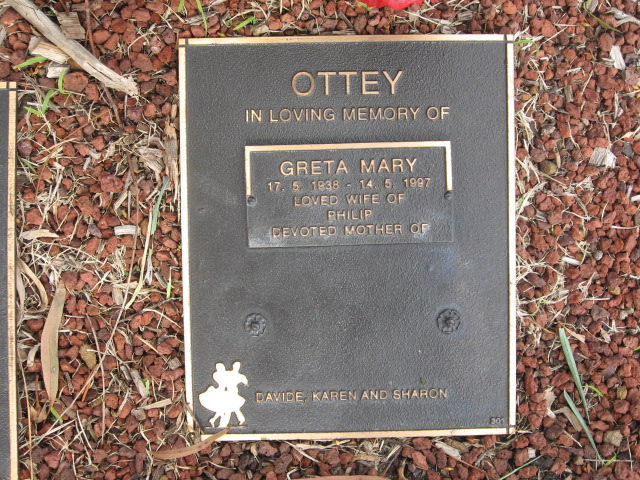 OTTEY
IN LOVING MEMORY OF
GRETA MARY
17. 5. 1938 - 14. 5. 1997
LOVED WIFE OF
PHILIP
DEVOTED MOTHER OF
DAVIDE, KAREN AND SHARON
301